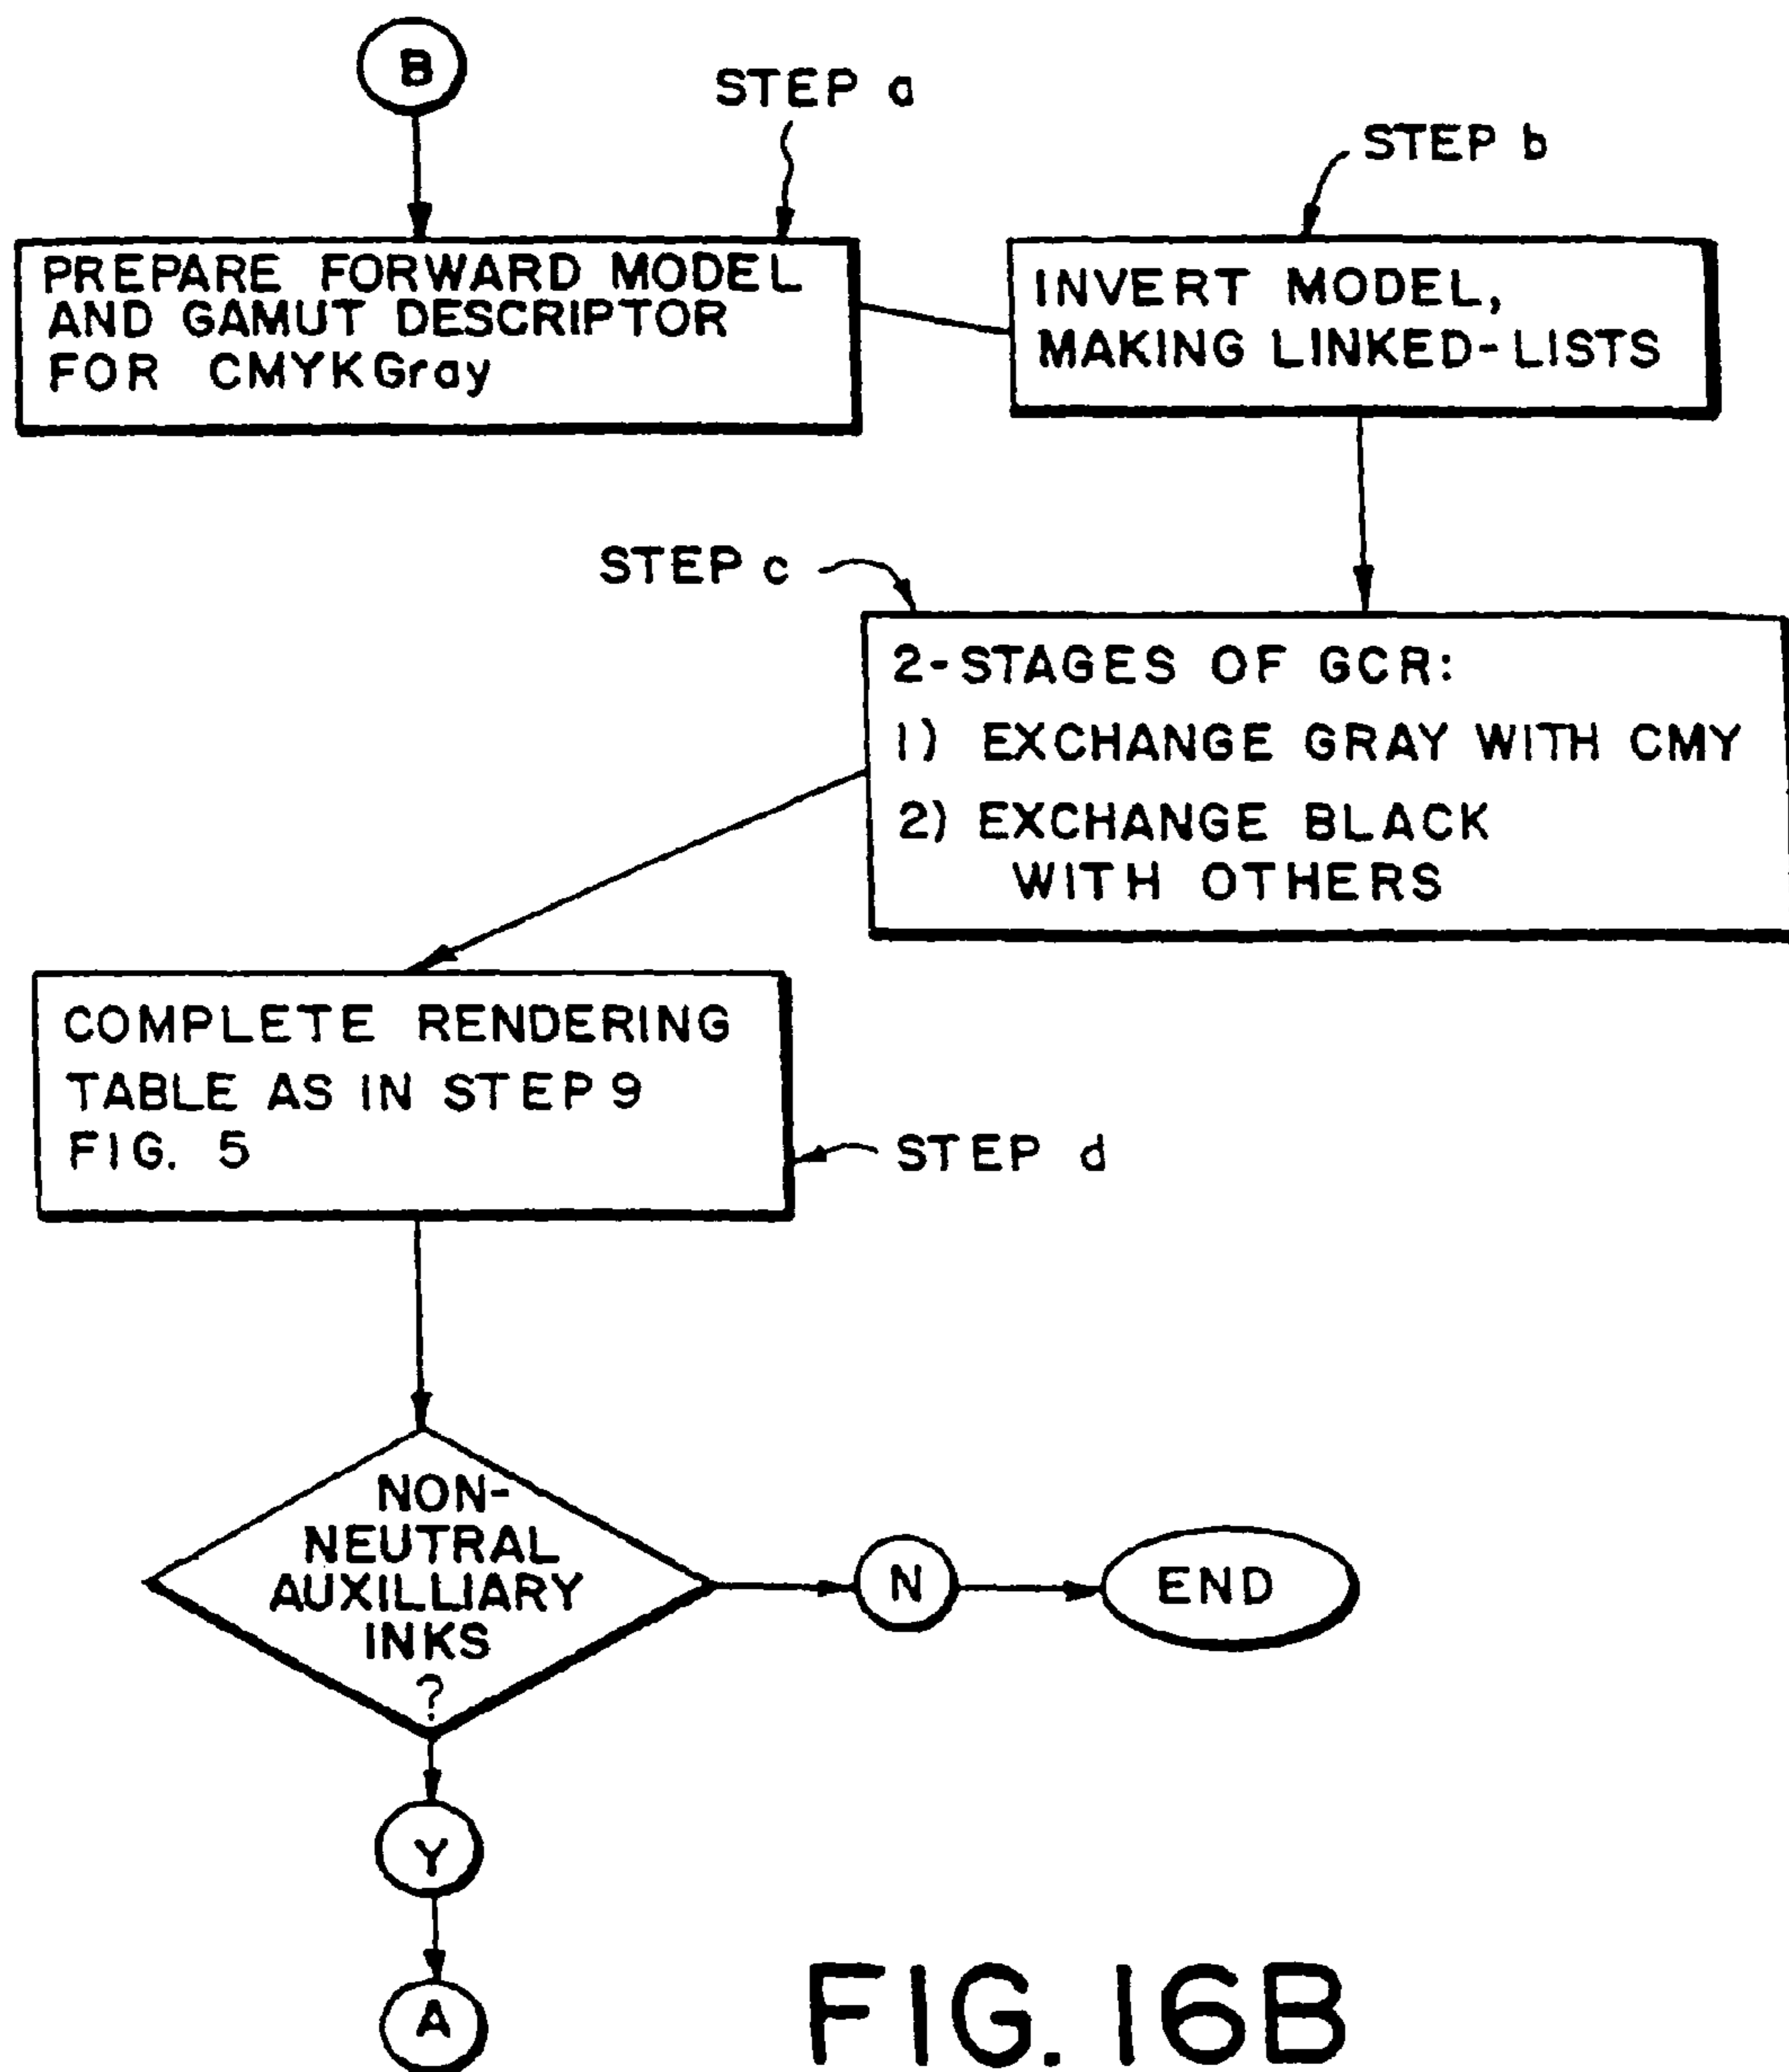 B
STEP a
STEP b
PREPARE FORWARD MODEL
AND GAMUT DESCRIPTOR
FOR CMYKGray
INVERT MODEL,
MAKING LINKED-LISTS
STEP c
2-STAGES OF GCR:
1) EXCHANGE GRAY WITH CMY
2) EXCHANGE BLACK
WITH OTHERS
COMPLETE RENDERING
TABLE AS IN STEP 9
FIG. 5
STEP d
NON-
NEUTRAL
AUXILLIARY
INKS
?
N
END
Y
A
FIG. 16B